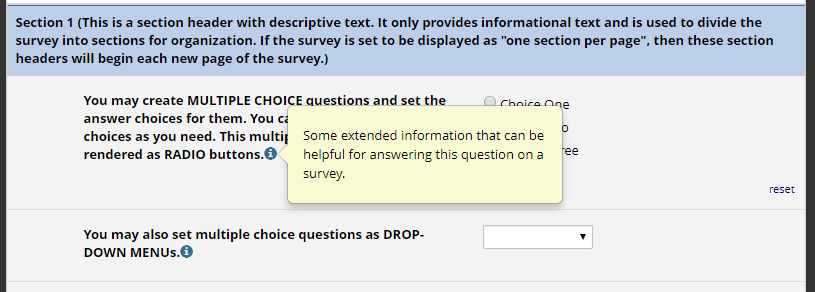 Section 1 (This is a section header with descriptive text. It only provides informational text and is used to divide the
survey into sections for organization. If the survey is set to be displayed as "one section per page", then these section
headers will begin each new page of the survey.)
You may create MULTIPLE CHOICE questions and set the
Choice One
answer choices for them. You ca
choices as you need. This multip
rendered as RADIO buttons.
Some extended information that can be
helpful for answering this question on a
survey.
o
ree
reset
You may also set multiple choice questions as DROP-
DOWN MENUs.